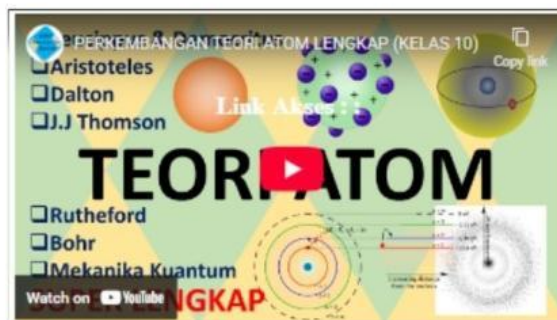 PERKEMBANGAN TEORI ATOM LENGKAP (KELAS 10)
Copy link
Aristoteles
Dalton
J.J Thomson
Link Akses : :
TEORI ATOM
Rutheford
Bohr
Mekanika Kuantum
SUPER LENGKAP
Watch on YouTube